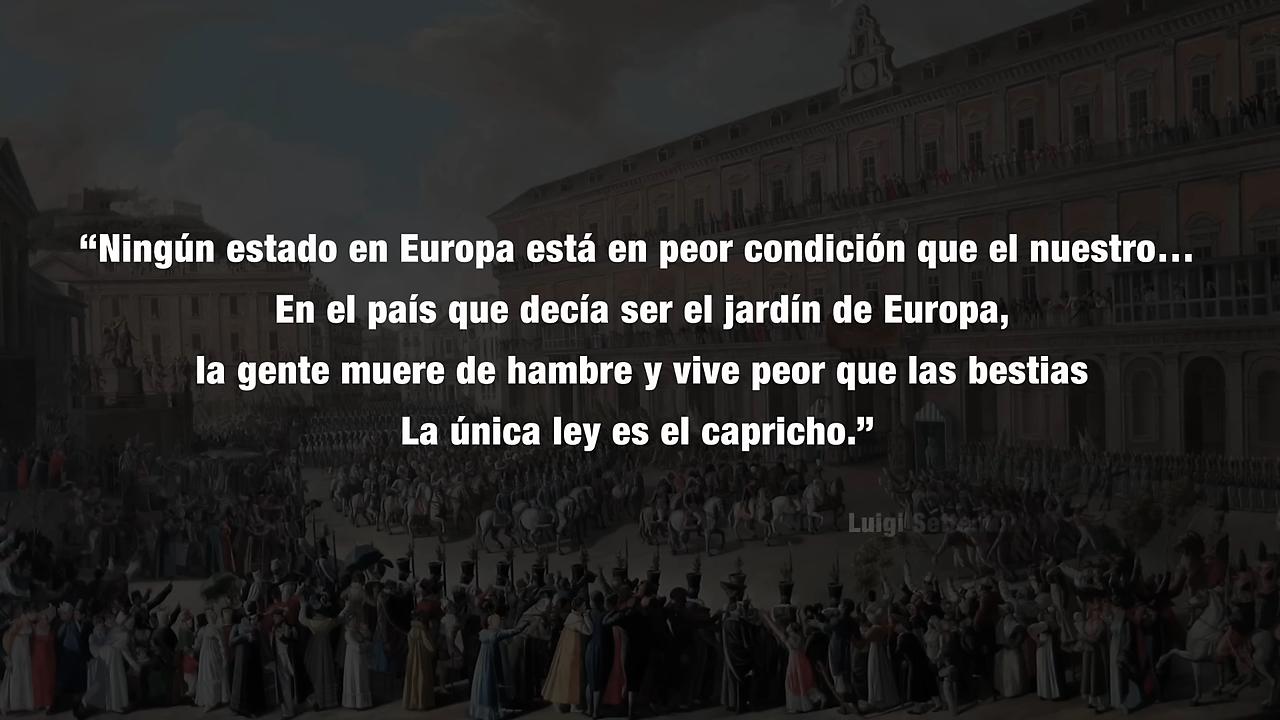 “Ningún estado en Europa está en peor condición que el nuestro...
En el país que decía ser el jardín de Europa,
la gente muere de hambre y vive peor que las bestias
La única ley es el capricho.”
Luigi